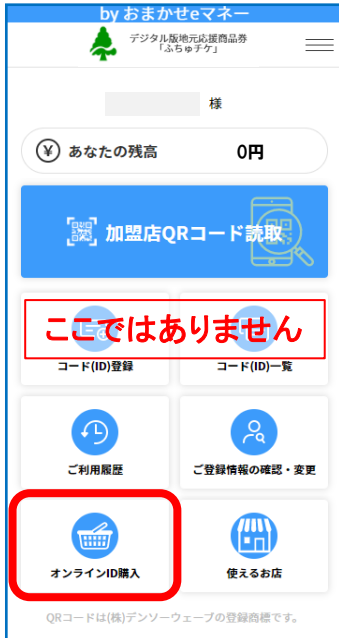 by おまかせeマネー
デジタル版地元応援商品券
「ふちゅチケ」
様
¥ あなたの残高 0円
加盟店QRコード読取
ここではありません
コード(ID)登録 コード(ID)一覧
ご利用履歴 ご登録情報の確認・変更
オンラインID購入 使えるお店
QRコードは(株)デンソーウェーブの登録商標です。